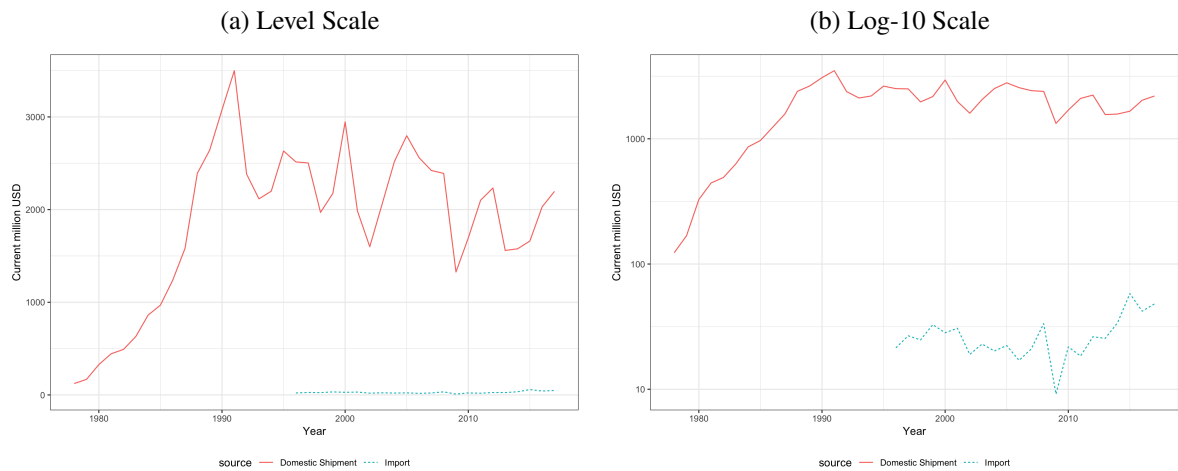 (a) Level Scale
3000
2000
1000
0
Current million USD
1980 1990 2000 2010
Year
source Domestic Shipment Import
(b) Log-10 Scale
1000
100
10
Current million USD
1980 1990 2000 2010
Year
source Domestic Shipment Import